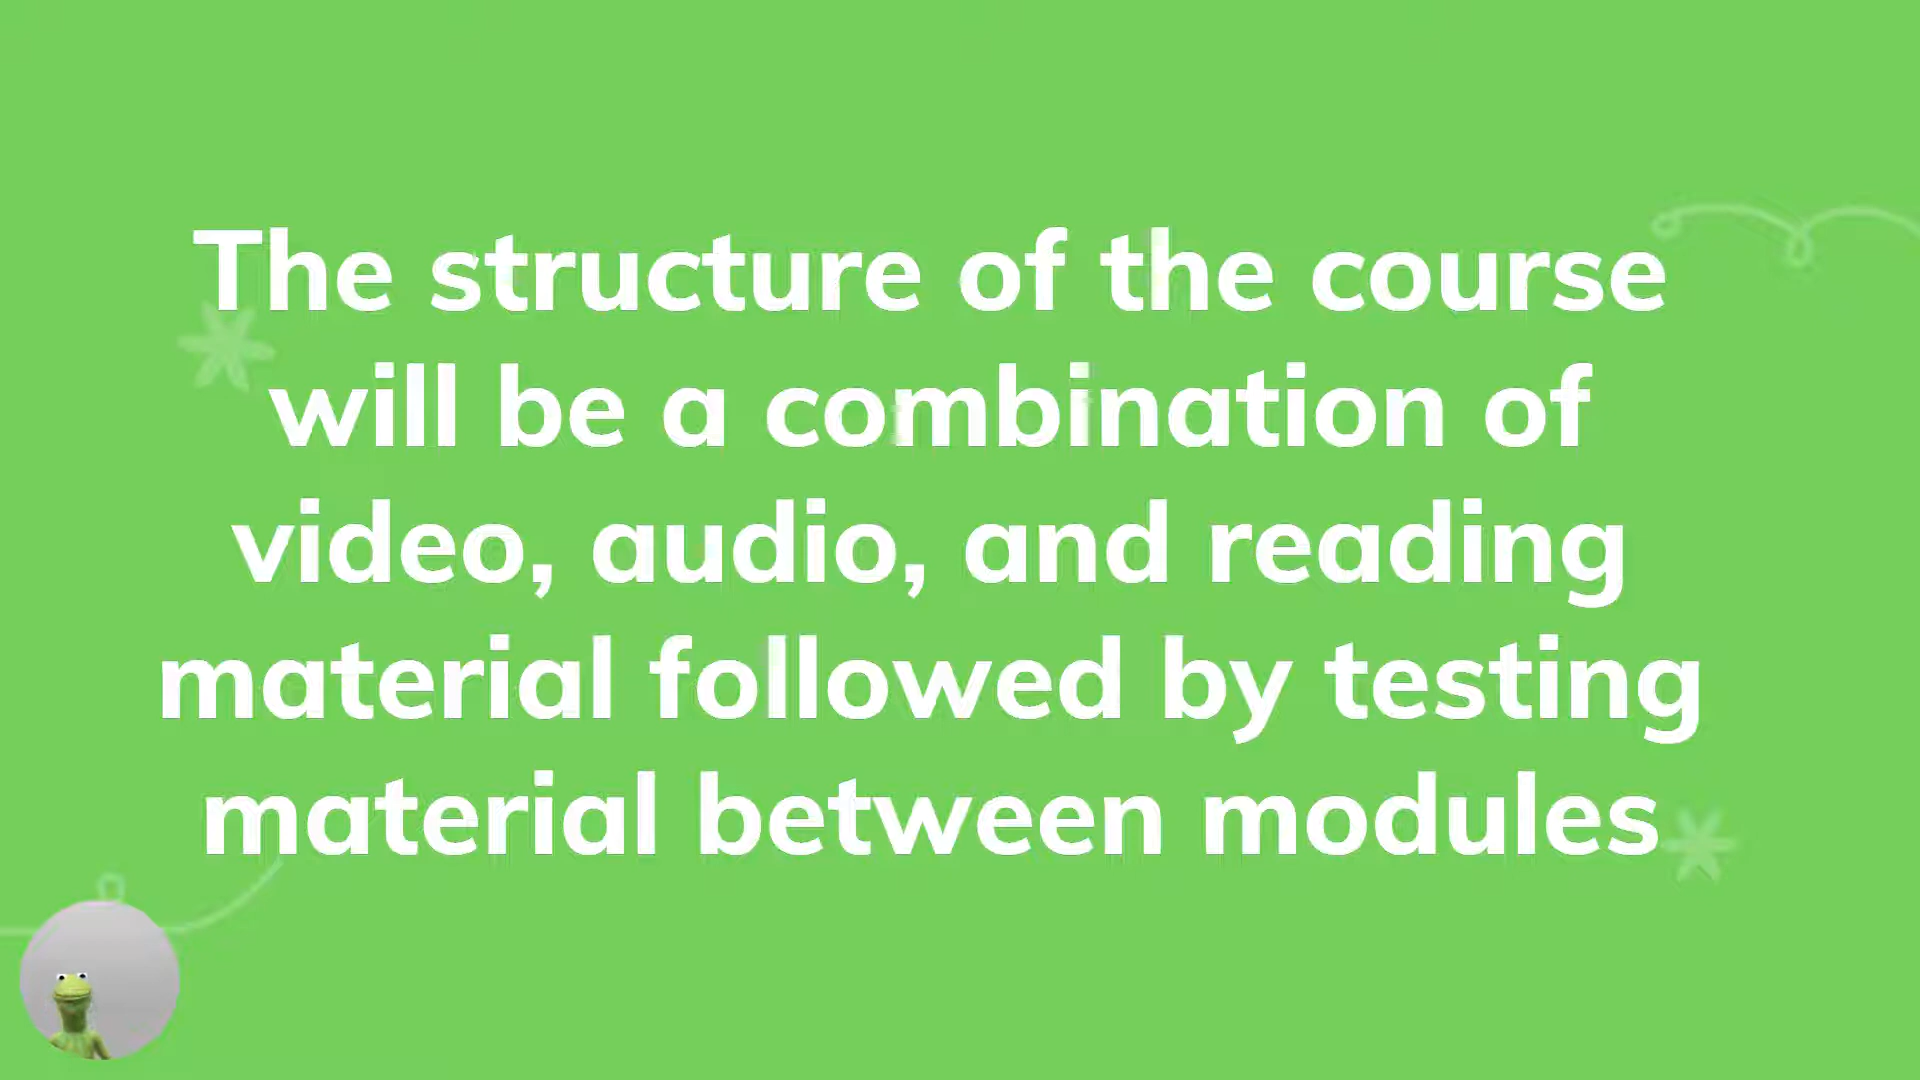 The structure of the course
will be a combination of
video, audio, and reading
material followed by testing
material between modules